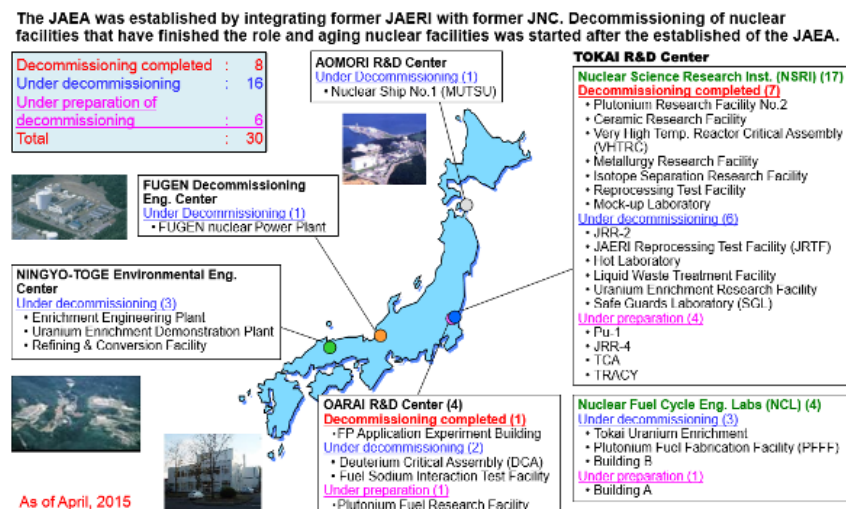 The JAEA was established by integrating former JAERI with former JNC. Decommissioning of nuclear
facilities that have finished the role and aging nuclear facilities was started after the established of the JAEA.
Decommissioning completed : 8
Under decommissioning : 16
Under preparation of
decommissioning : 6
Total : 30
AOMORI R&D Center
Under Decommissioning (1)
• Nuclear Ship No.1 (MUTSU)
FUGEN Decommissioning
Eng. Center
Under Decommissioning (1)
• FUGEN nuclear Power Plant
NINGYO-TOGE Environmental Eng.
Center
Under decommissioning (3)
• Enrichment Engineering Plant
• Uranium Enrichment Demonstration Plant
• Refining & Conversion Facility
TOKAI R&D Center
Nuclear Science Research Inst. (NSRI) (17)
Decommissioning completed (7)
• Plutonium Research Facility No.2
• Ceramic Research Facility
• Very High Temp. Reactor Critical Assembly
(VHTRC)
• Metallurgy Research Facility
• Isotope Separation Research Facility
• Reprocessing Test Facility
• Mock-up Laboratory
Under decommissioning (6)
• JRR-2
• JAERI Reprocessing Test Facility (JRTF)
• Hot Laboratory
• Liquid Waste Treatment Facility
• Uranium Enrichment Research Facility
• Safe Guards Laboratory (SGL)
Under preparation (4)
• Pu-1
• JRR-4
• TCA
• TRACY
Nuclear Fuel Cycle Eng. Labs (NCL) (4)
Under decommissioning (3)
• Tokai Uranium Enrichment
• Plutonium Fuel Fabrication Facility (PFFF)
• Building B
Under preparation (1)
• Building A
OARAI R&D Center (4)
Decommissioning completed (1)
·FP Application Experiment Building
Under decommissioning (2)
• Deuterium Critical Assembly (DCA)
• Fuel Sodium Interaction Test Facility
Under preparation (1)
·Plutonium Fuel Research Facility
As of April, 2015